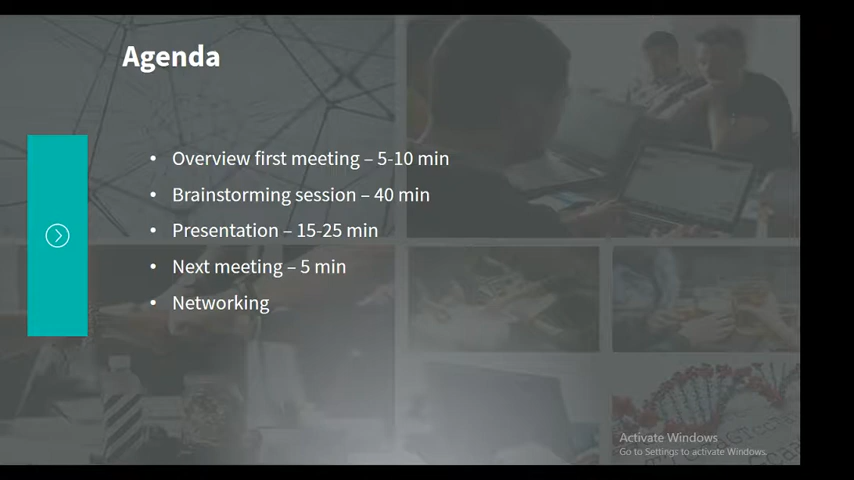 Agenda
• Overview first meeting – 5-10 min
• Brainstorming session – 40 min
• Presentation – 15-25 min
• Next meeting – 5 min
• Networking
Activate Windows
Go to Settings to activate Windows.